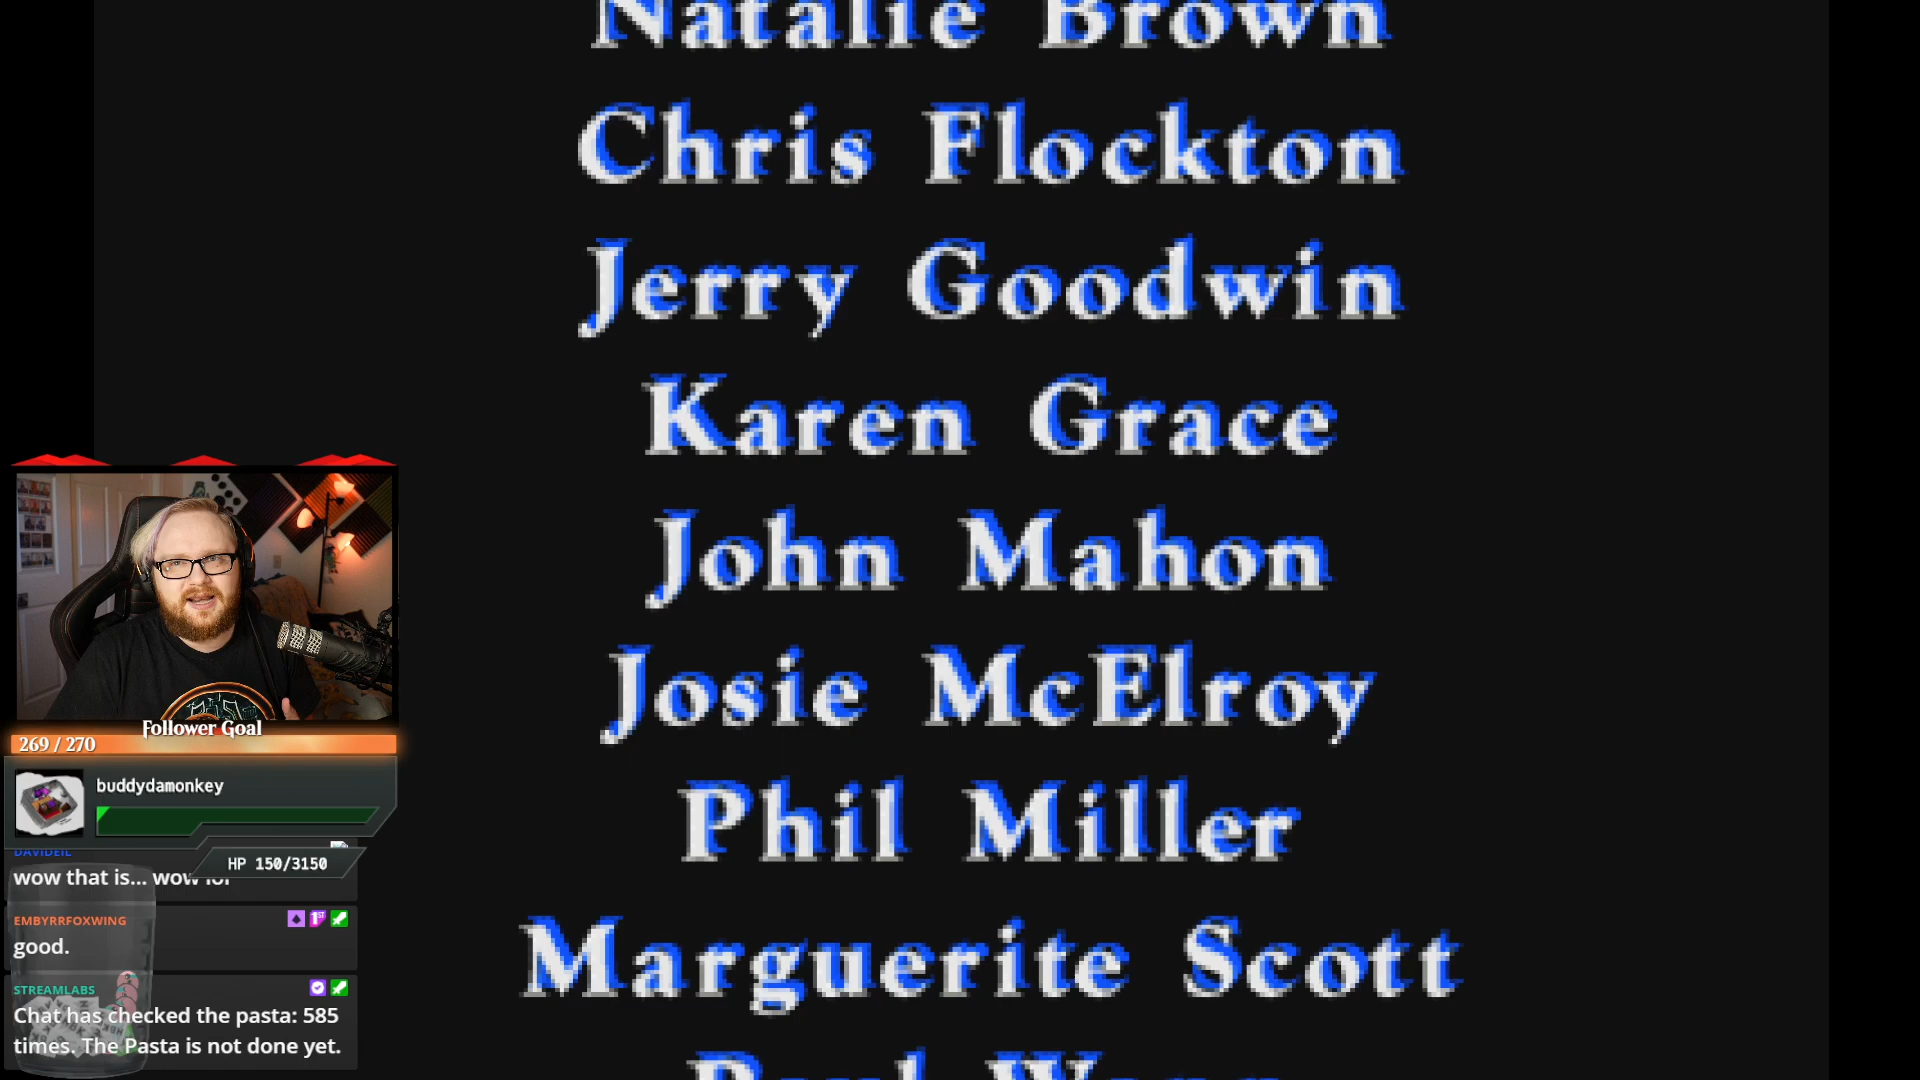 Natalie Brown
Chris Flockton
Jerry Goodwin
Karen Grace
John Mahon
Josie McElroy
Phil Miller
Marguerite Scott
Follower Goal
269 / 270
buddydamonkey
HP 150/3150
DAVIDEIL
wow that is... wow lol
EMBYRRFOXWING
good.
STREAMLABS
Chat has checked the pasta: 585
times. The Pasta is not done yet.